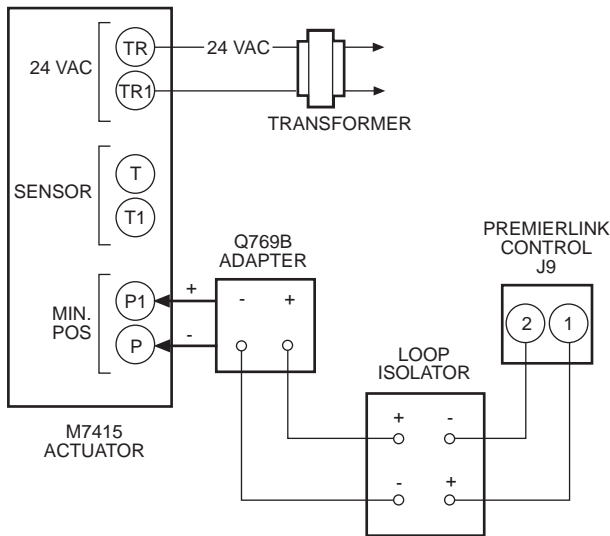 TR
24 VAC
24 VAC
TR1
TRANSFORMER
SENSOR
T
T1
Q769B
ADAPTER
PREMIERLINK
CONTROL
J9
MIN.
POS
P1
P
+
-
- +
2 1
LOOP
ISOLATOR
+ -
- +
M7415
ACTUATOR